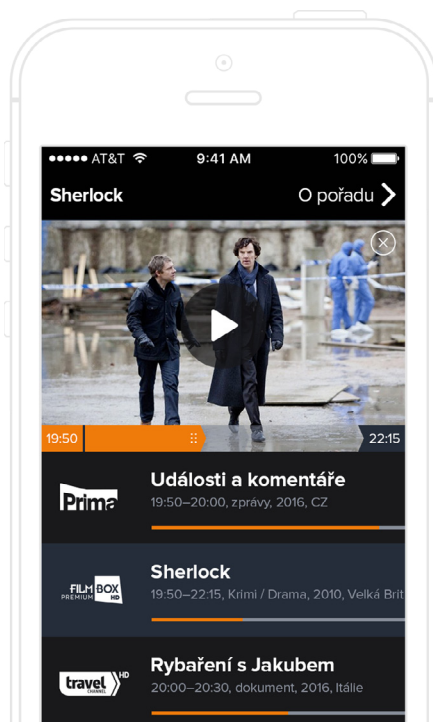 AT&T 9:41 AM 100%
Sherlock O pořadu
19:50 22:15
Prima
Události a komentáře
19:50–20:00, zprávy, 2016, CZ
FILM BOX
PREMIUM HD
Sherlock
19:50–22:15, Krimi / Drama, 2010, Velká Brit
travel HD
CHANNEL
Rybaření s Jakubem
20:00–20:30, dokument, 2016, Itálie